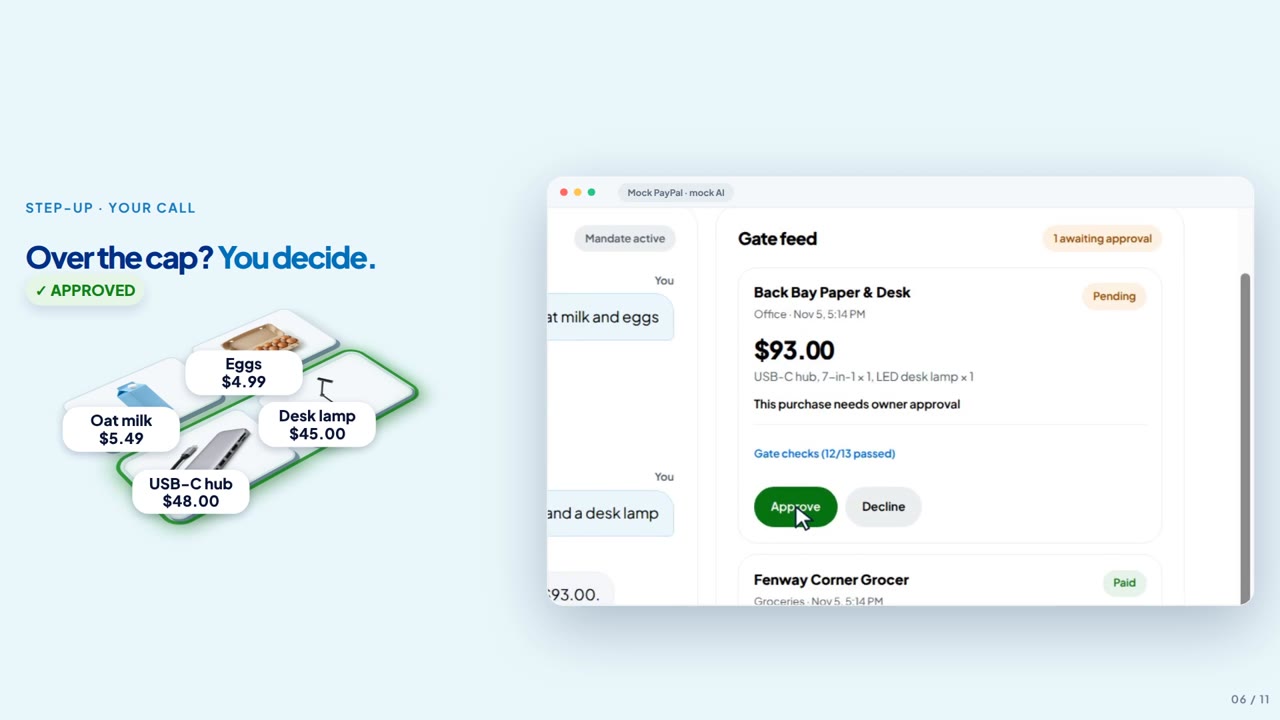 STEP-UP · YOUR CALL
Over the cap? You decide.
✓ APPROVED
Eggs
$4.99
Oat milk
$5.49
Desk lamp
$45.00
USB-C hub
$48.00
Mock PayPal · mock AI
Mandate active
You
at milk and eggs
You
and a desk lamp
$93.00.
Gate feed
1 awaiting approval
Back Bay Paper & Desk
Pending
Office · Nov 5, 5:14 PM
$93.00
USB-C hub, 7-in-1 × 1, LED desk lamp × 1
This purchase needs owner approval
Gate checks (12/13 passed)
Approve
Decline
Fenway Corner Grocer
Paid
Groceries · Nov 5, 5:14 PM
06 / 11